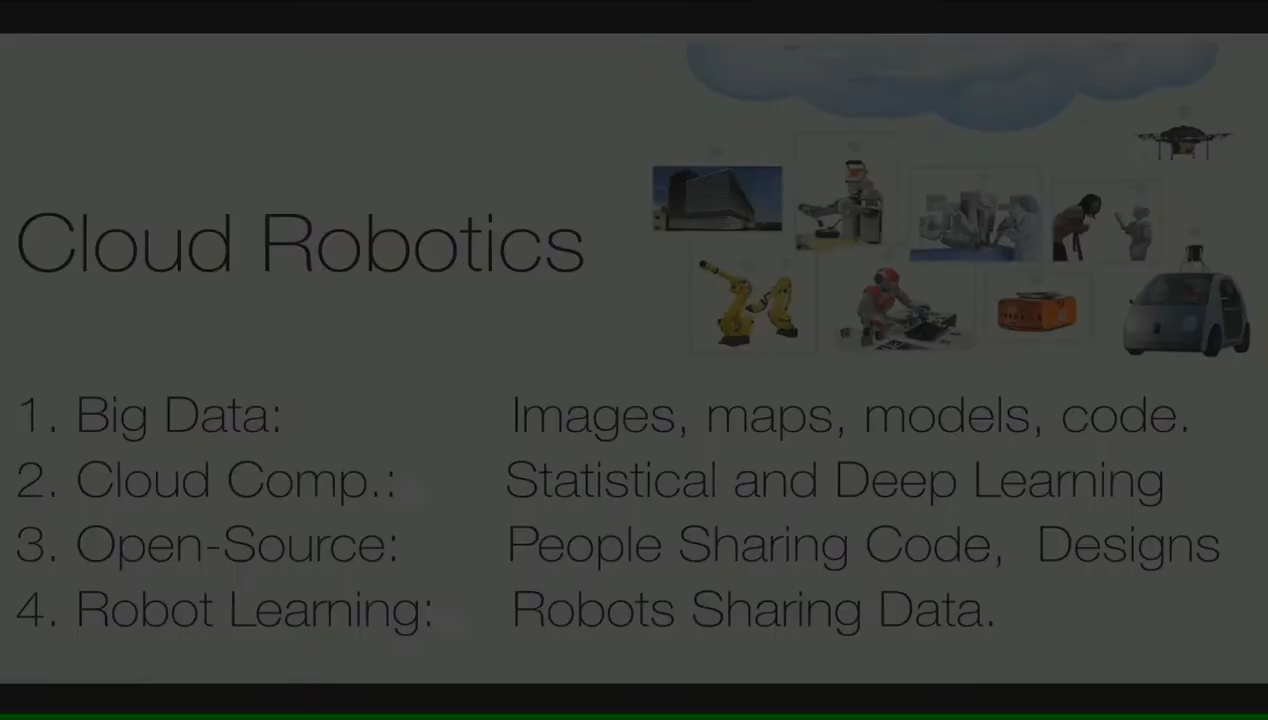 Cloud Robotics
1. Big Data: Images, maps, models, code.
2. Cloud Comp.: Statistical and Deep Learning
3. Open-Source: People Sharing Code, Designs
4. Robot Learning: Robots Sharing Data.